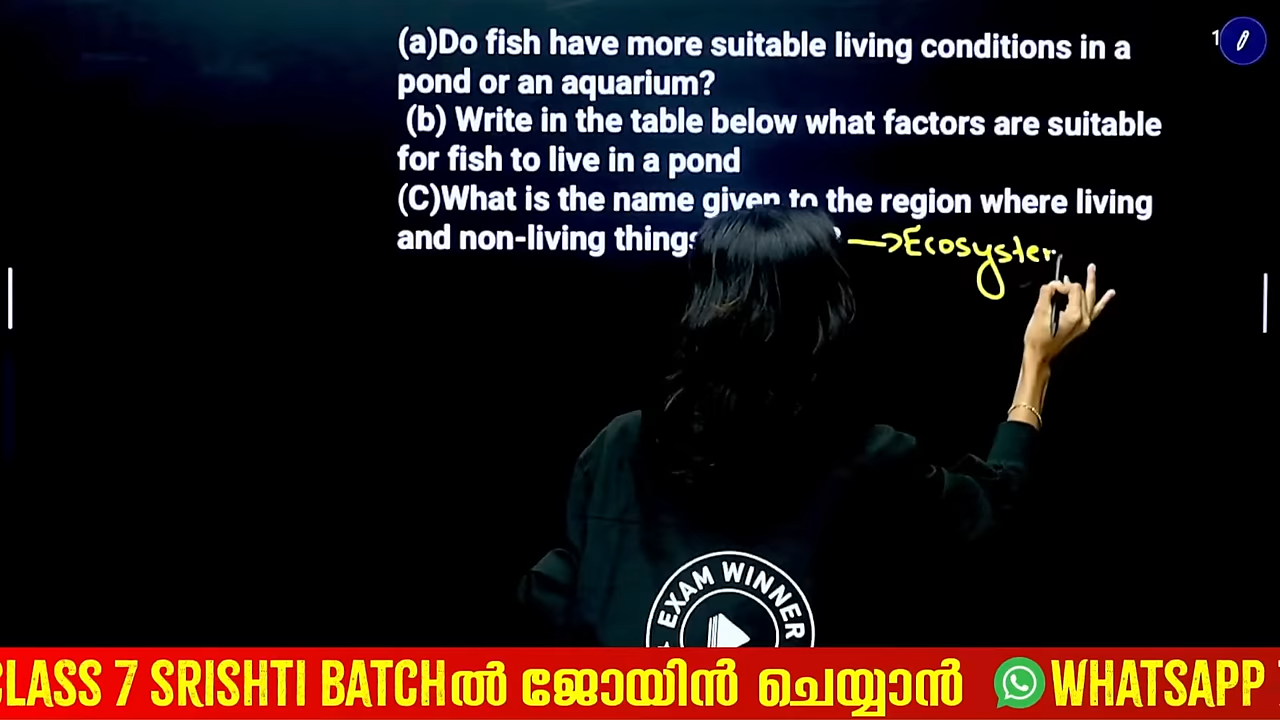 (a)Do fish have more suitable living conditions in a
pond or an aquarium?
(b) Write in the table below what factors are suitable
for fish to live in a pond
(C)What is the name given to the region where living
and non-living things
→Ecosyster
1
EXAM WINNER
CLASS 7 SRISHTI BATCHൽ ജോയിൻ ചെയ്യാൻ WHATSAPP